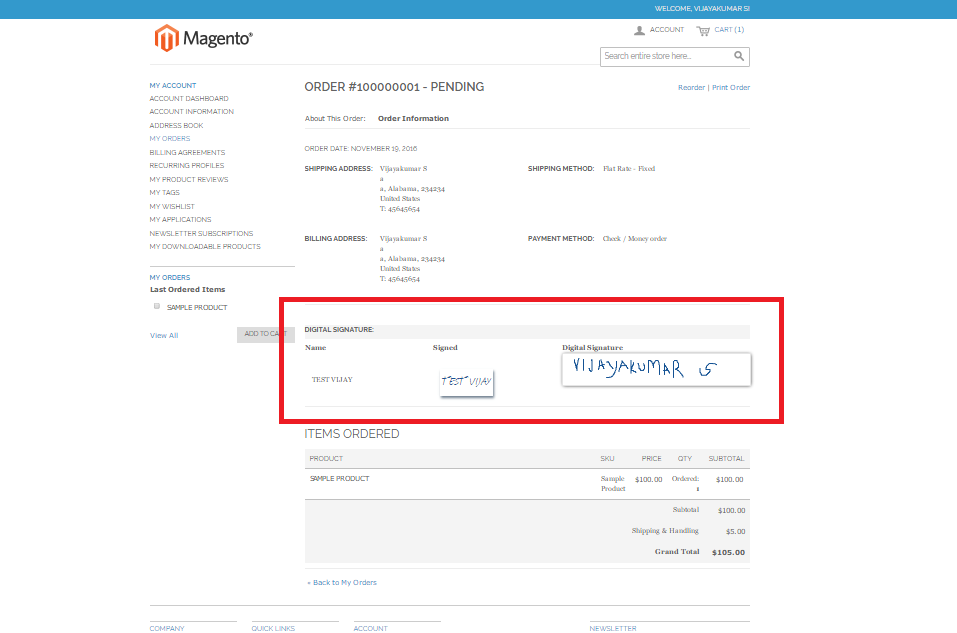 WELCOME, VIJAYAKUMAR S!
Magento®
ACCOUNT CART (1)
Search entire store here...
MY ACCOUNT
ACCOUNT DASHBOARD
ACCOUNT INFORMATION
ADDRESS BOOK
MY ORDERS
BILLING AGREEMENTS
RECURRING PROFILES
MY PRODUCT REVIEWS
MY TAGS
MY WISHLIST
MY APPLICATIONS
NEWSLETTER SUBSCRIPTIONS
MY DOWNLOADABLE PRODUCTS
MY ORDERS
Last Ordered Items
SAMPLE PRODUCT
View All ADD TO CART
ORDER #100000001 - PENDING
Reorder | Print Order
About This Order: Order Information
ORDER DATE: NOVEMBER 19, 2016
SHIPPING ADDRESS: Vijayakumar S
a
a, Alabama, 234234
United States
T: 45645654
SHIPPING METHOD: Flat Rate - Fixed
BILLING ADDRESS: Vijayakumar S
a
a, Alabama, 234234
United States
T: 45645654
PAYMENT METHOD: Check / Money order
DIGITAL SIGNATURE:
Name Signed Digital Signature
TEST VIJAY TEST VIJAY VIJAYAKUMAR S
ITEMS ORDERED
PRODUCT SKU PRICE QTY SUBTOTAL
SAMPLE PRODUCT Sample $100.00 Ordered: $100.00
Product 1
Subtotal $100.00
Shipping & Handling $5.00
Grand Total $105.00
« Back to My Orders
COMPANY QUICK LINKS ACCOUNT NEWSLETTER